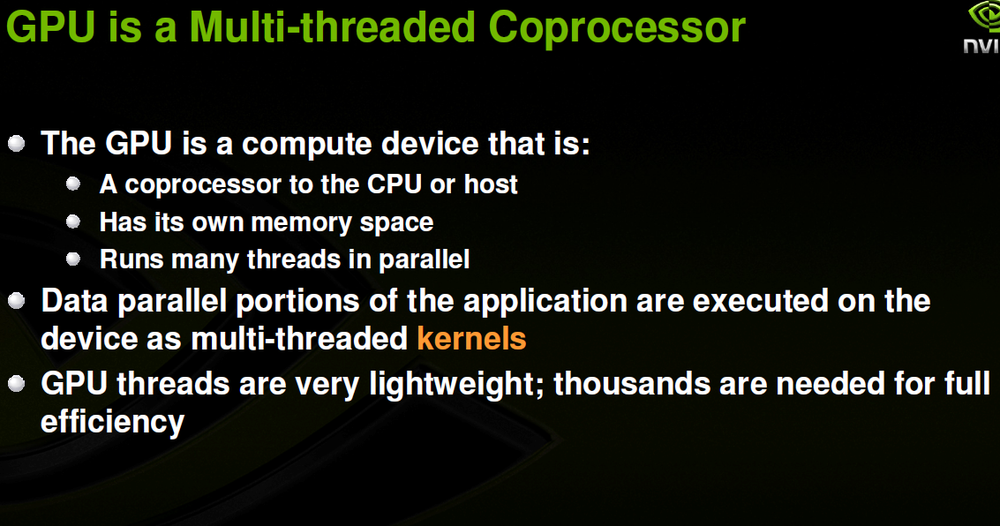 GPU is a Multi-threaded Coprocessor
The GPU is a compute device that is:
A coprocessor to the CPU or host
Has its own memory space
Runs many threads in parallel
Data parallel portions of the application are executed on the
device as multi-threaded kernels
GPU threads are very lightweight; thousands are needed for full
efficiency